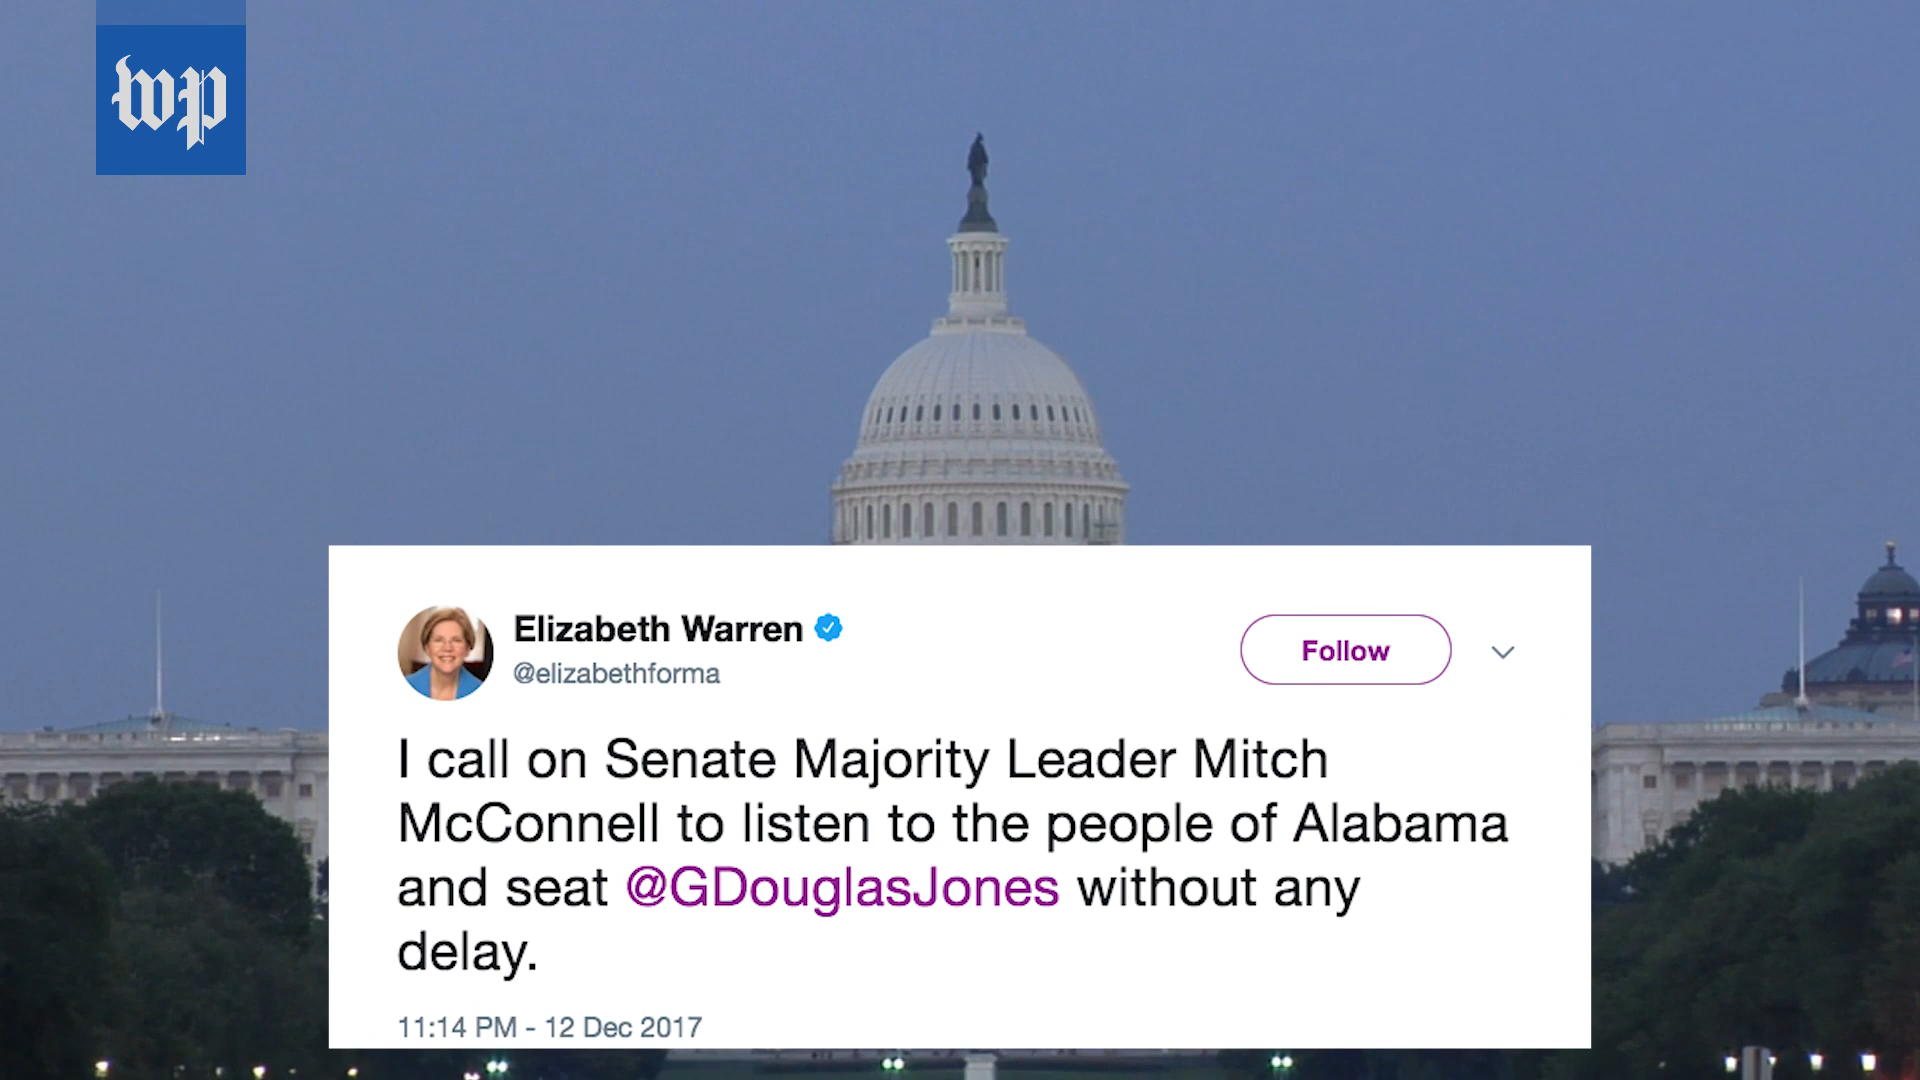 wp
Elizabeth Warren
@elizabethforma
Follow
I call on Senate Majority Leader Mitch
McConnell to listen to the people of Alabama
and seat @GDouglasJones without any
delay.
11:14 PM - 12 Dec 2017